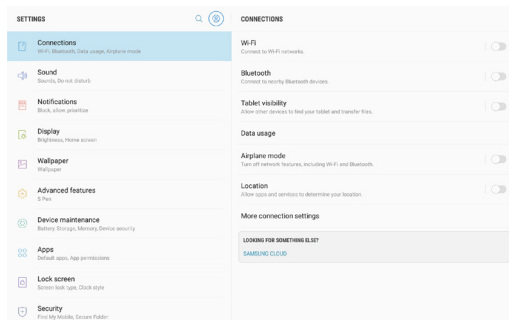 SETTINGS
Connections
Wi-Fi, Bluetooth, Data usage, Airplane mode
Sound
Sounds, Do not disturb
Notifications
Block, allow, prioritize
Display
Brightness, Home screen
Wallpaper
Wallpaper
Advanced features
S Pen
Device maintenance
Battery, Storage, Memory, Device security
Apps
Default apps, App permissions
Lock screen
Screen lock type, Clock style
Security
Find My Mobile, Secure Folder
CONNECTIONS
Wi-Fi
Connect to Wi-Fi networks.
Bluetooth
Connect to nearby Bluetooth devices.
Tablet visibility
Allow other devices to find your tablet and transfer files.
Data usage
Airplane mode
Turn off network features, including Wi-Fi and Bluetooth.
Location
Allow apps and services to determine your location.
More connection settings
LOOKING FOR SOMETHING ELSE?
SAMSUNG CLOUD